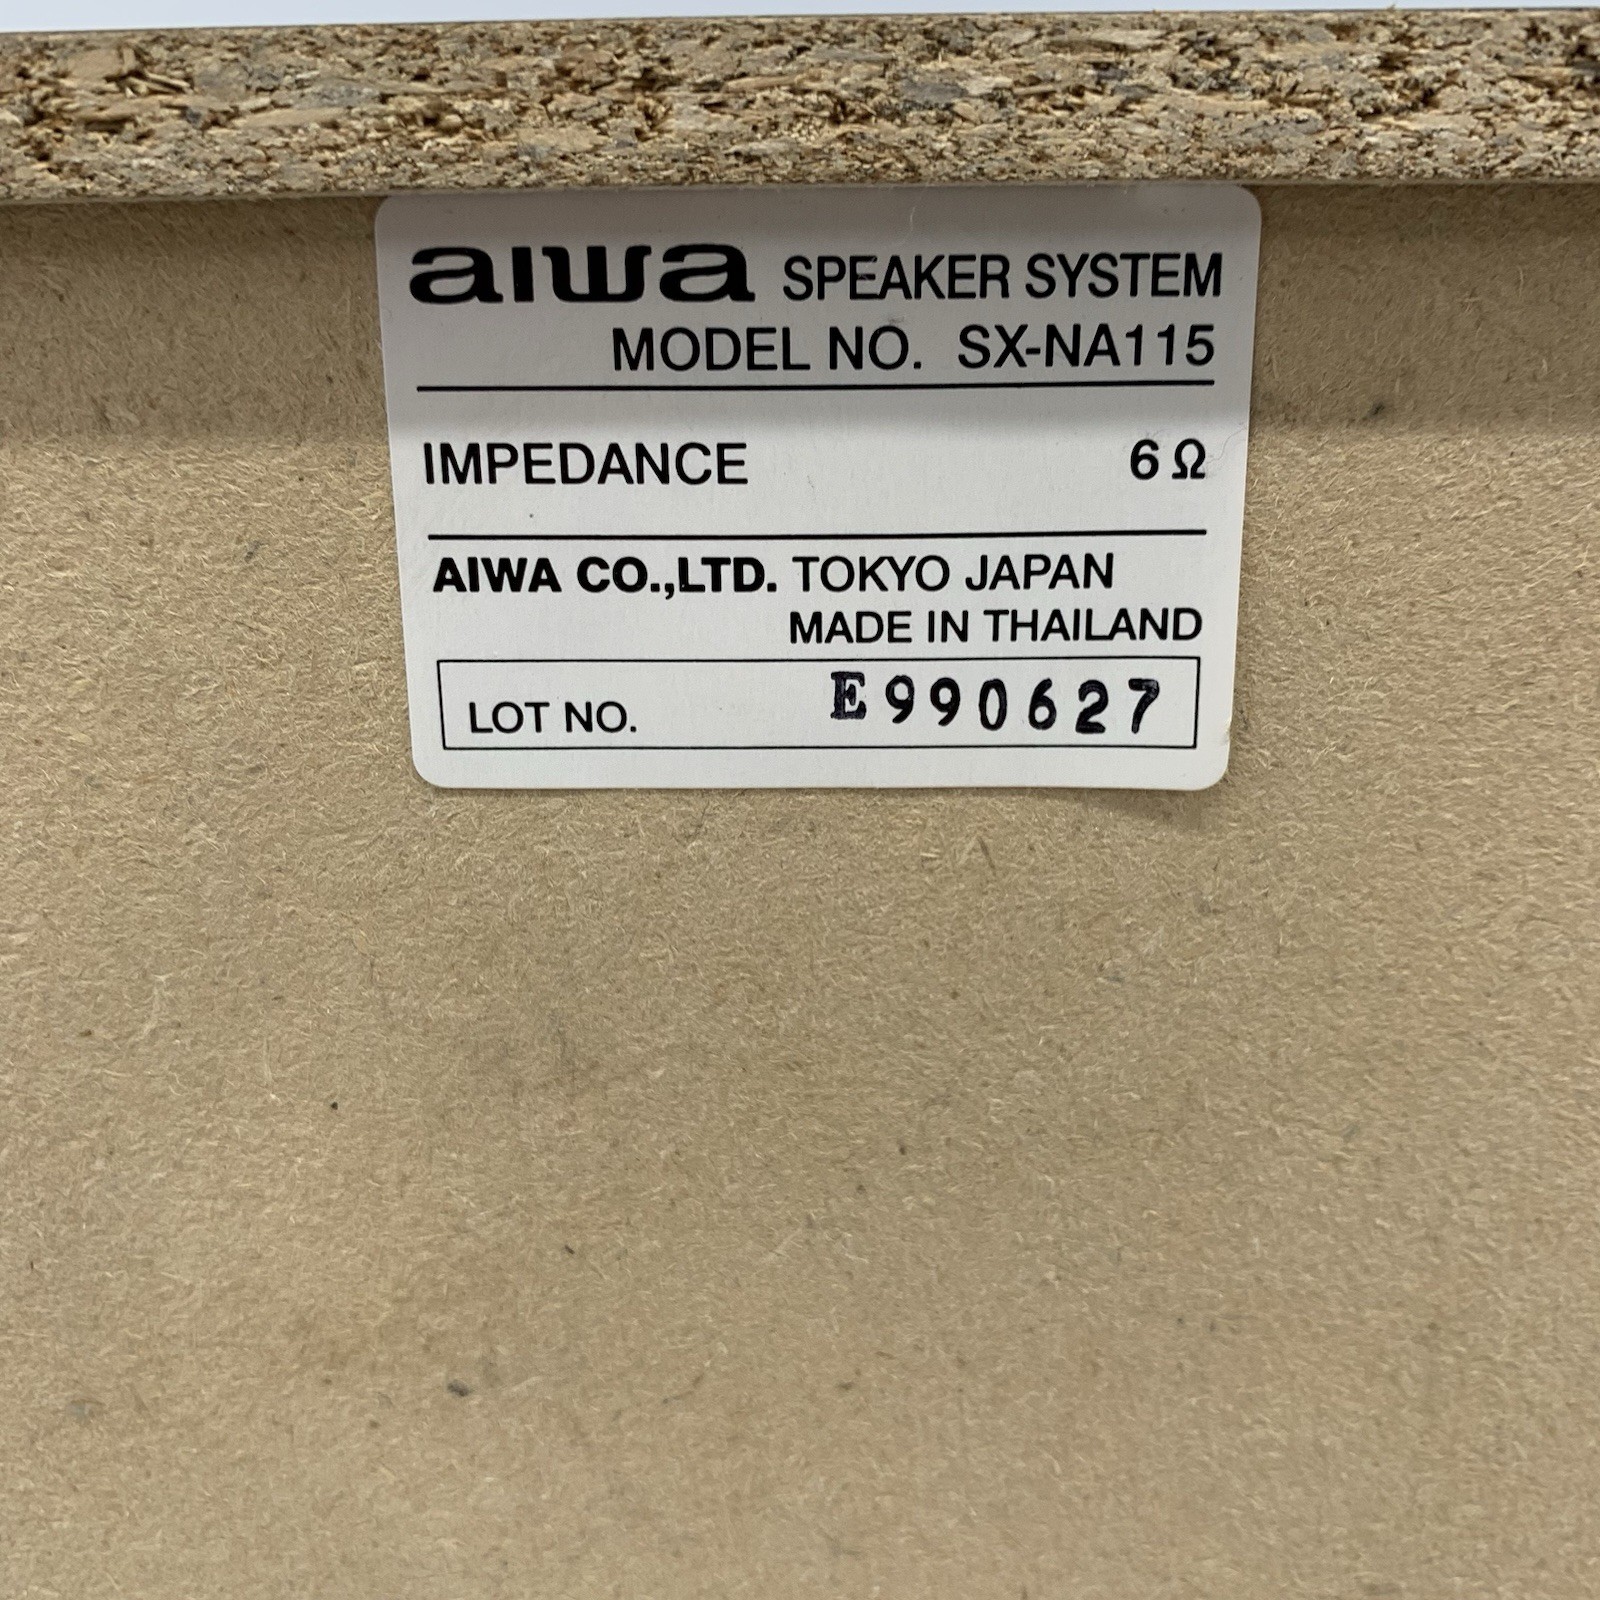 aiwa SPEAKER SYSTEM
MODEL NO. SX-NA115
IMPEDANCE 6 Ω
AIWA CO.,LTD. TOKYO JAPAN
MADE IN THAILAND
LOT NO. E990627